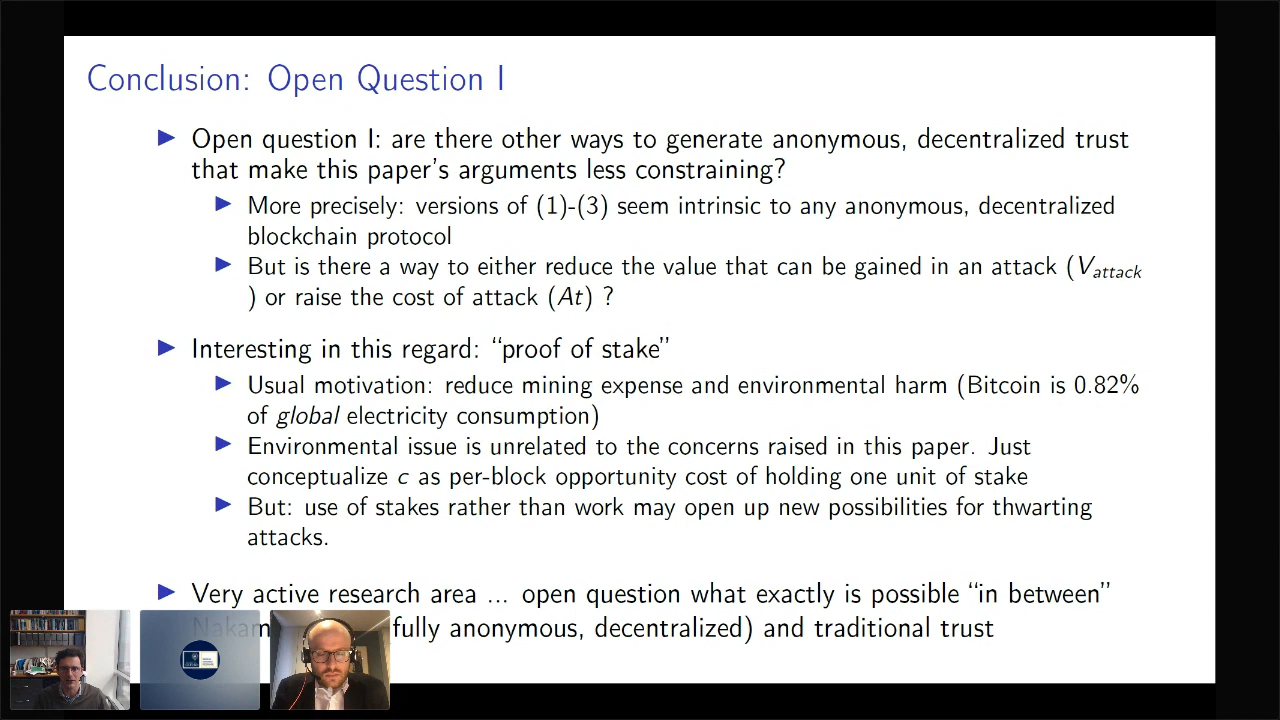 Conclusion: Open Question I
▶ Open question I: are there other ways to generate anonymous, decentralized trust
that make this paper's arguments less constraining?
▶ More precisely: versions of (1)-(3) seem intrinsic to any anonymous, decentralized
blockchain protocol
▶ But is there a way to either reduce the value that can be gained in an attack (V_attack
) or raise the cost of attack (At) ?
▶ Interesting in this regard: “proof of stake”
▶ Usual motivation: reduce mining expense and environmental harm (Bitcoin is 0.82%
of global electricity consumption)
▶ Environmental issue is unrelated to the concerns raised in this paper. Just
conceptualize c as per-block opportunity cost of holding one unit of stake
▶ But: use of stakes rather than work may open up new possibilities for thwarting
attacks.
▶ Very active research area ... open question what exactly is possible “in between”
fully anonymous, decentralized) and traditional trust